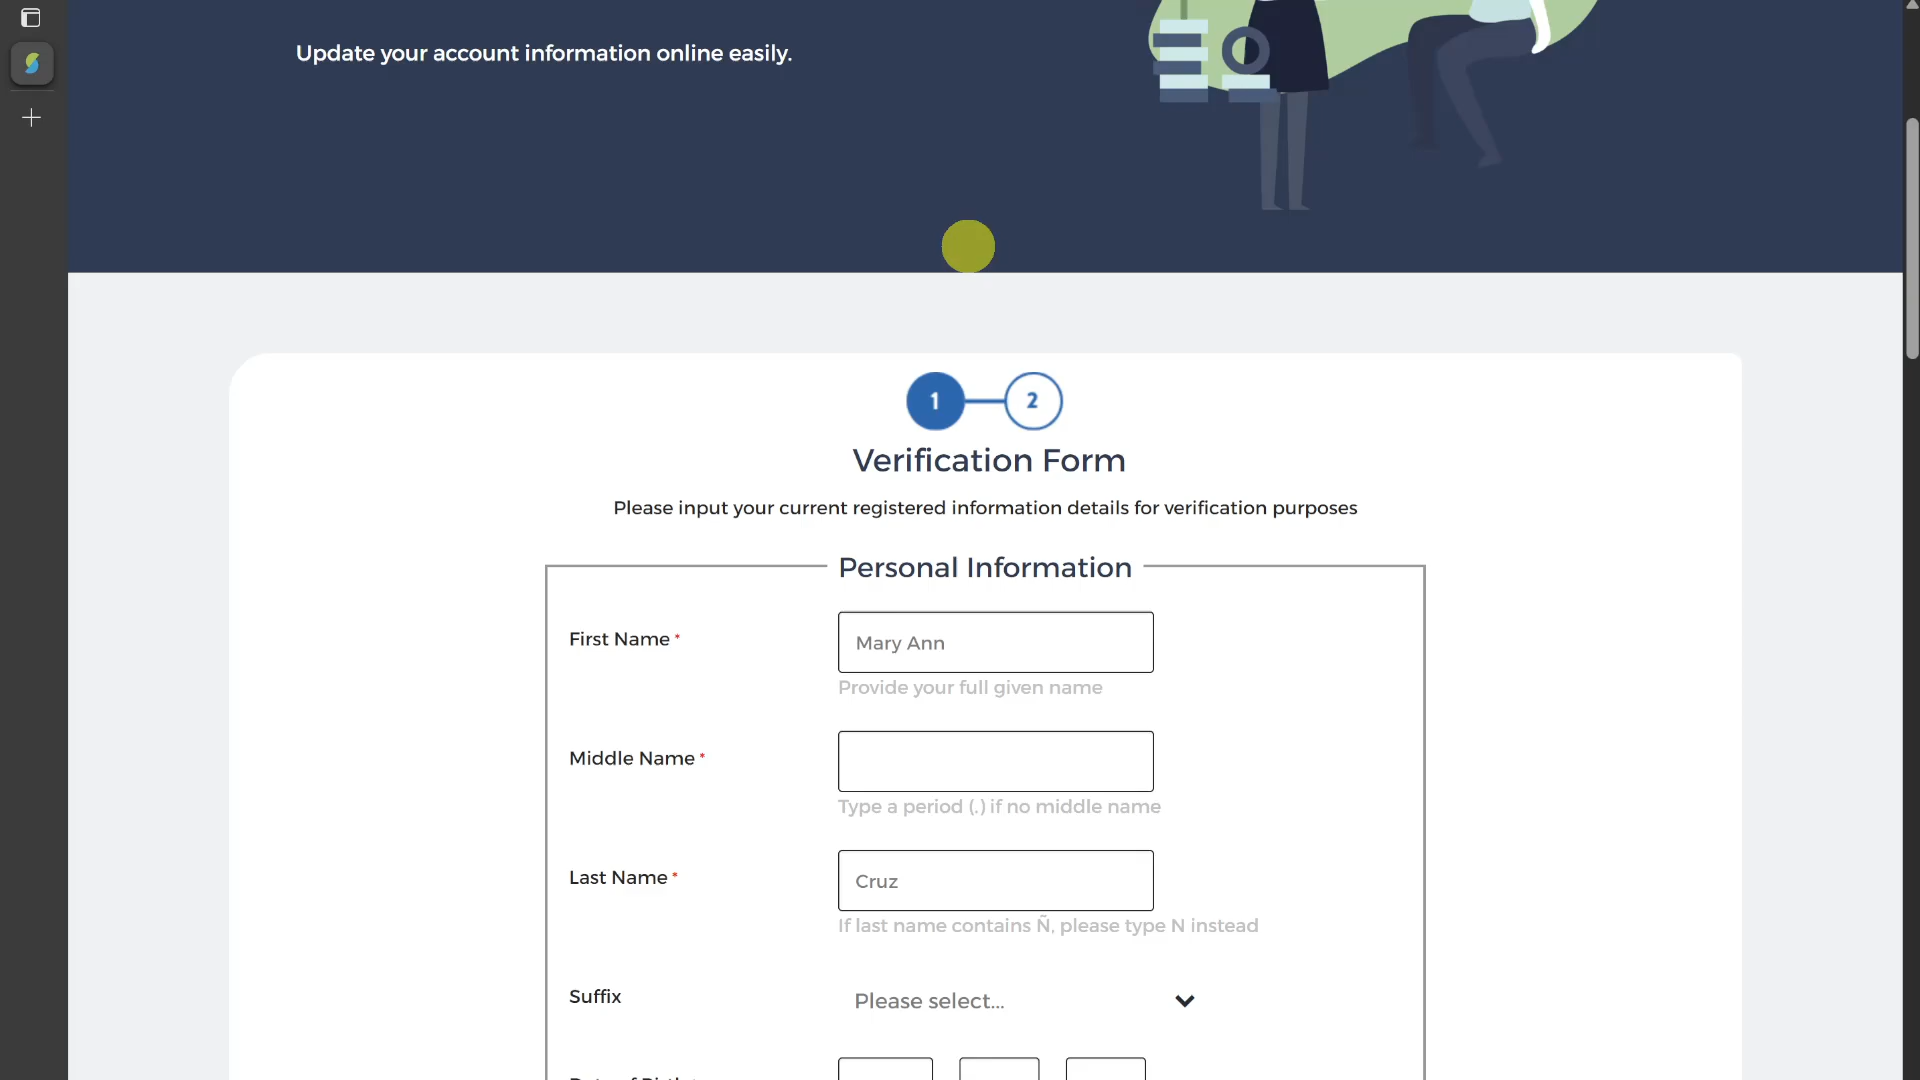 Update your account information online easily.
1
2
Verification Form
Please input your current registered information details for verification purposes
Personal Information
First Name *
Mary Ann
Provide your full given name
Middle Name *
Type a period (.) if no middle name
Last Name *
Cruz
If last name contains Ñ, please type N instead
Suffix
Please select...